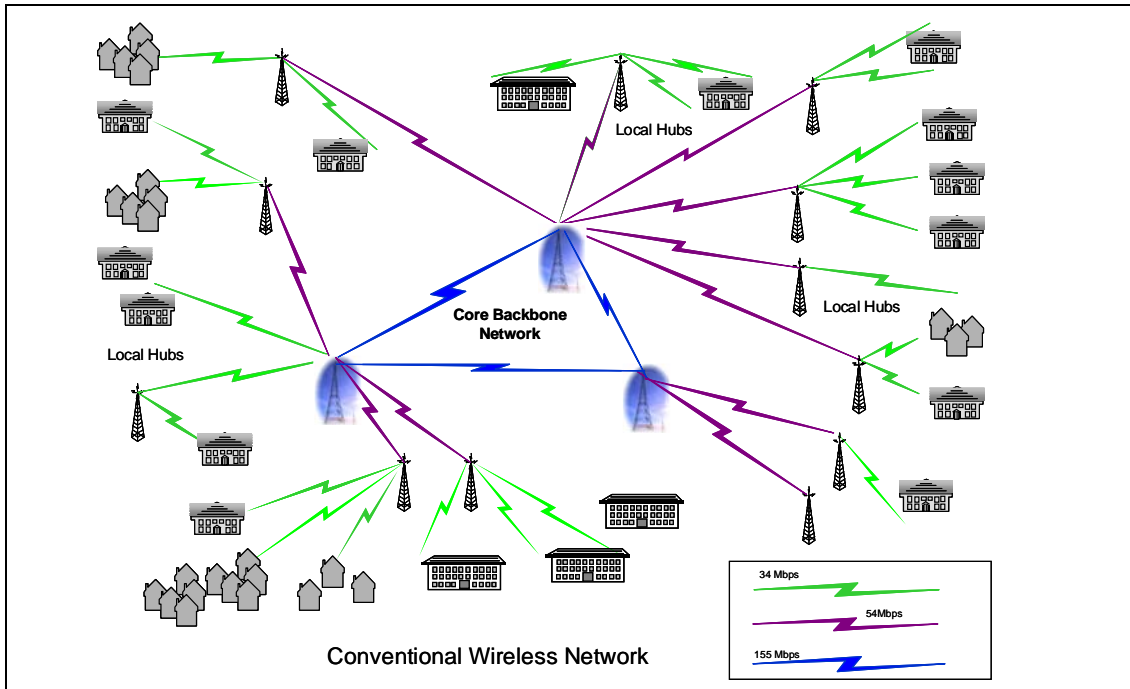 Local Hubs
Core Backbone
Network
Local Hubs
Local Hubs
34 Mbps
54Mbps
155 Mbps
Conventional Wireless Network